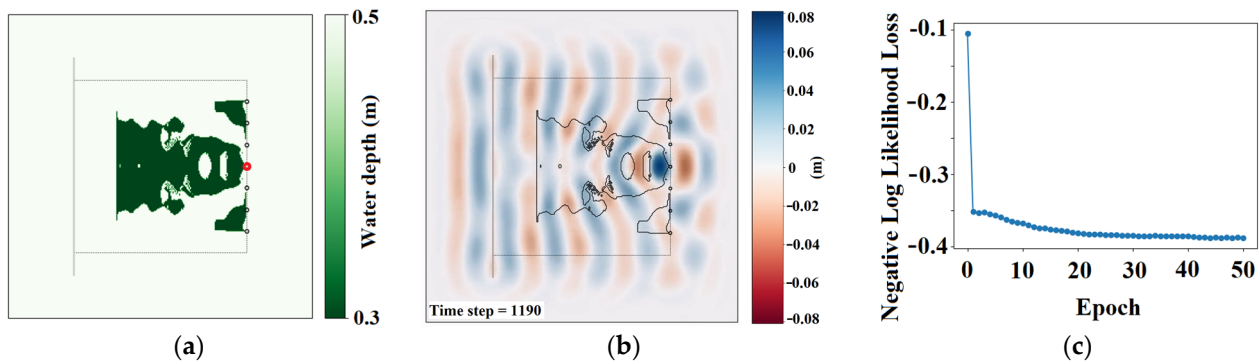 0.5
Water depth (m)
0.3
(a)
0.08
0.06
0.04
0.02
0
(m)
−0.02
−0.04
−0.06
−0.08
Time step = 1190
(b)
Negative Log Likelihood Loss
−0.1
−0.2
−0.3
−0.4
0 10 20 30 40 50
Epoch
(c)